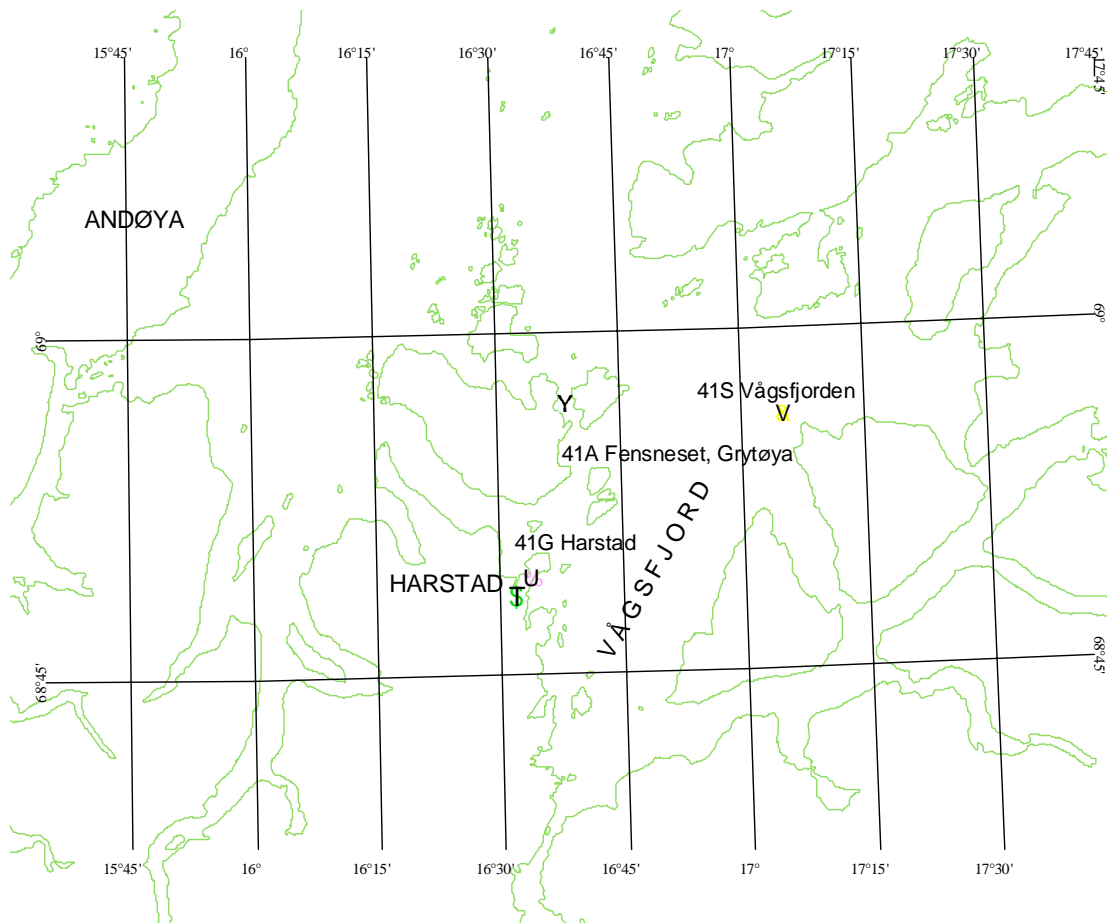 15°45' 16° 16°15' 16°30' 16°45' 17° 17°15' 17°30' 17°45'
17°45'
ANDØYA
69° 69°
41S Vågsfjorden
Y V
41A Fensneset, Grytøya
VÅGSFJORD
41G Harstad
HARSTAD T U
S
68°45' 68°45'
15°45' 16° 16°15' 16°30' 16°45' 17° 17°15' 17°30'